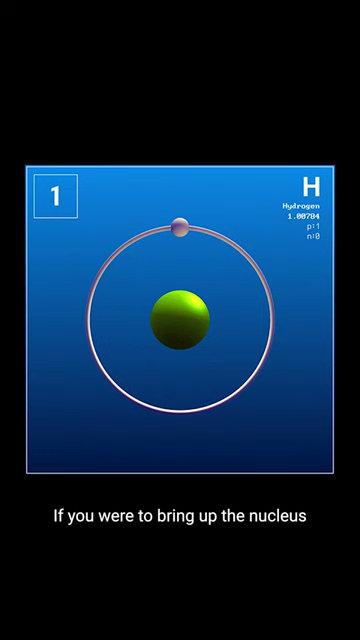 1
H
Hydrogen
1.00784
p:1
n:0
If you were to bring up the nucleus